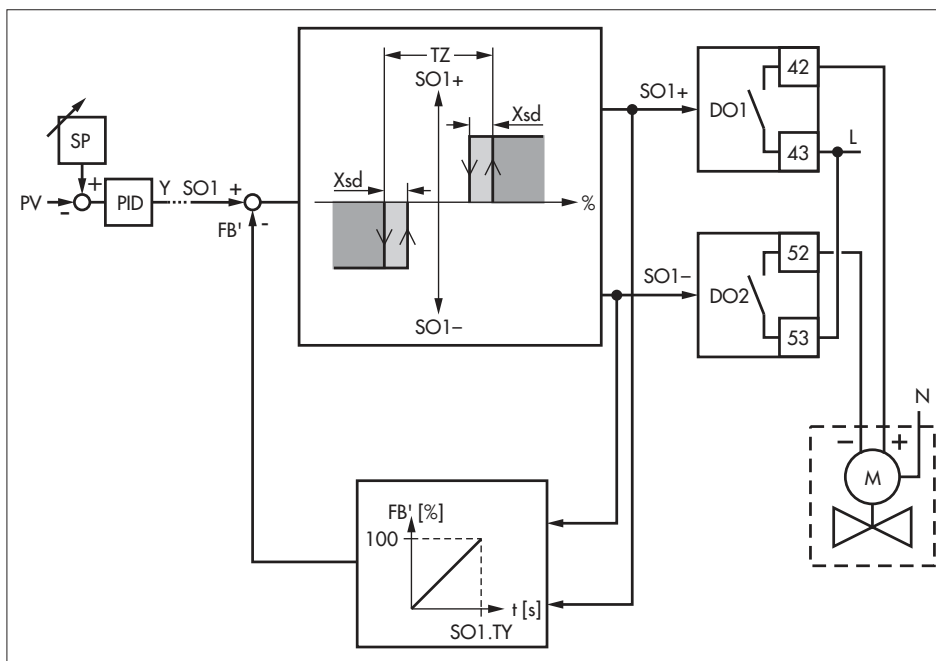 TZ
SO1+
Xsd
Xsd
%
SO1−
SP
+
PV
-
PID
Y
SO1
+
FB'
-
SO1+
DO1
42
43
L
SO1−
DO2
52
53
N
−
+
M
FB' [%]
100
t [s]
SO1.TY